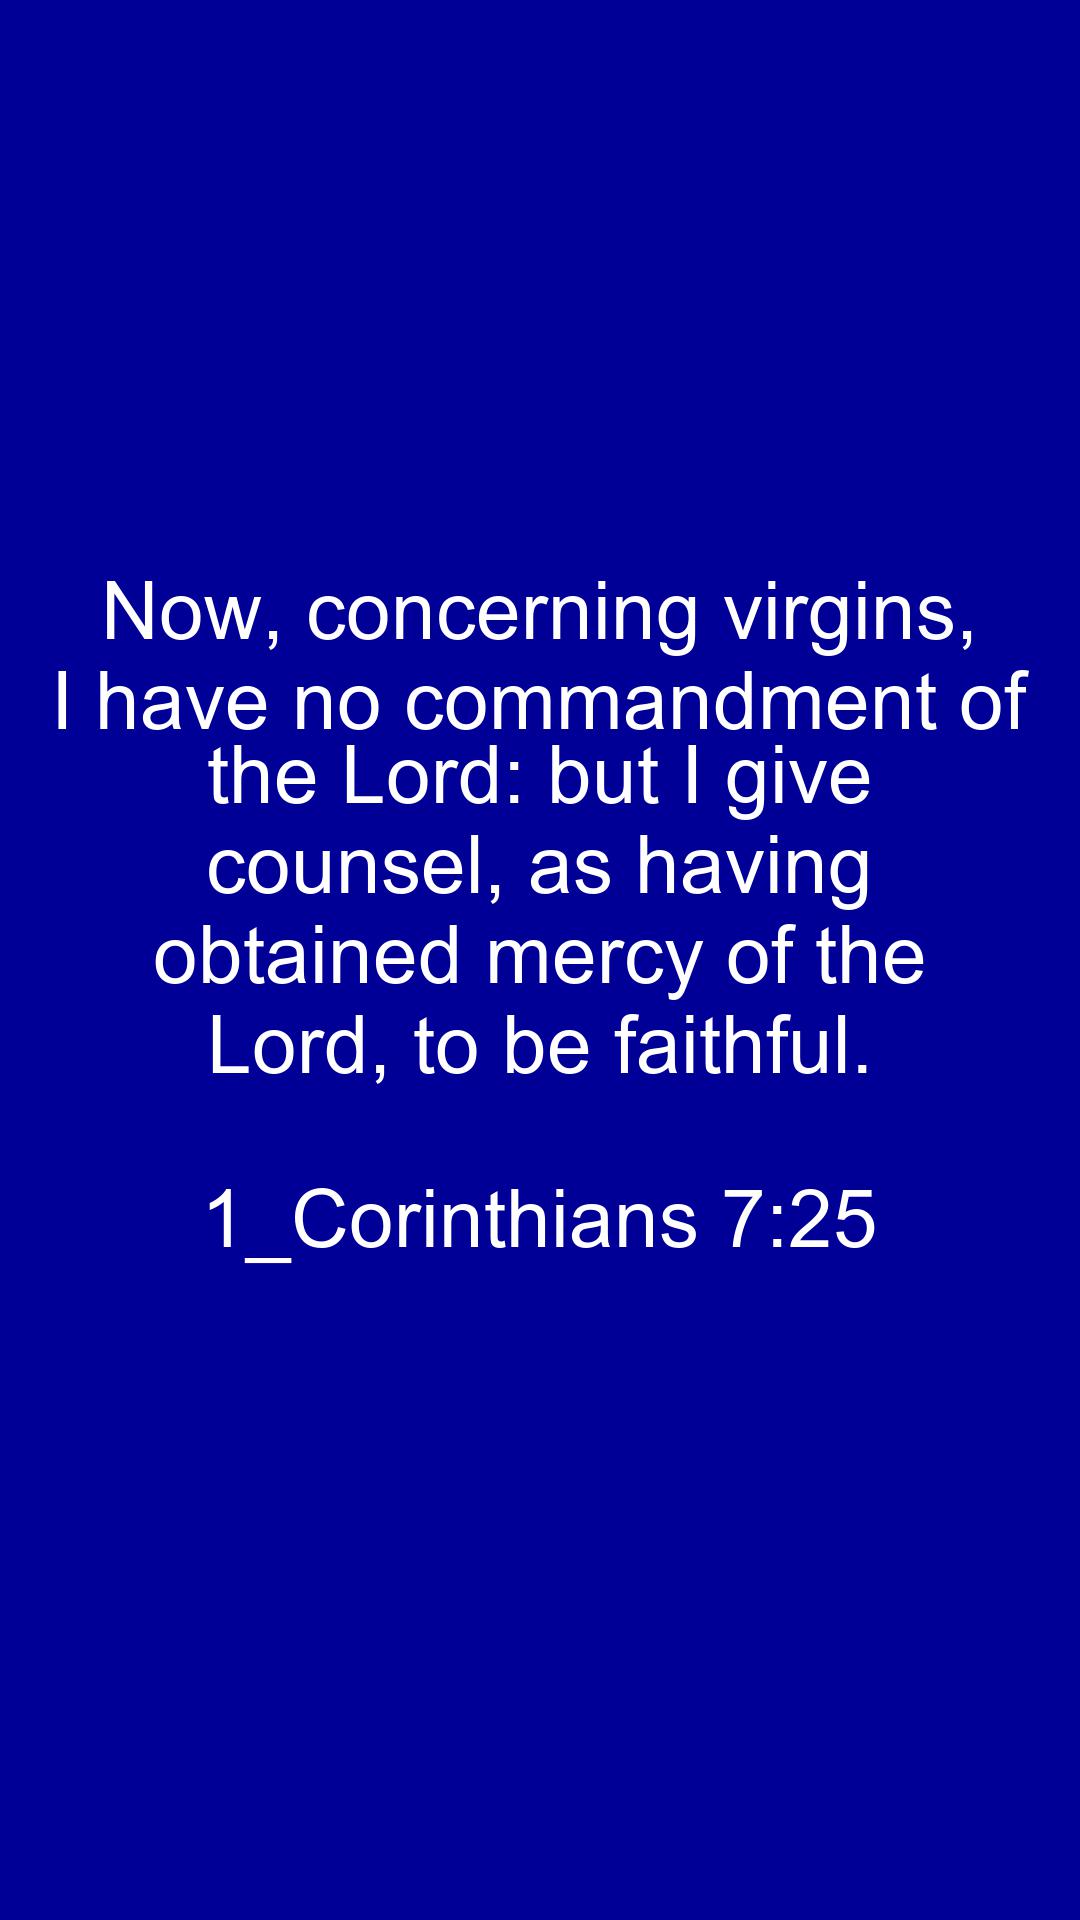 Now, concerning virgins,
I have no commandment of
the Lord: but I give
counsel, as having
obtained mercy of the
Lord, to be faithful.
1_Corinthians 7:25